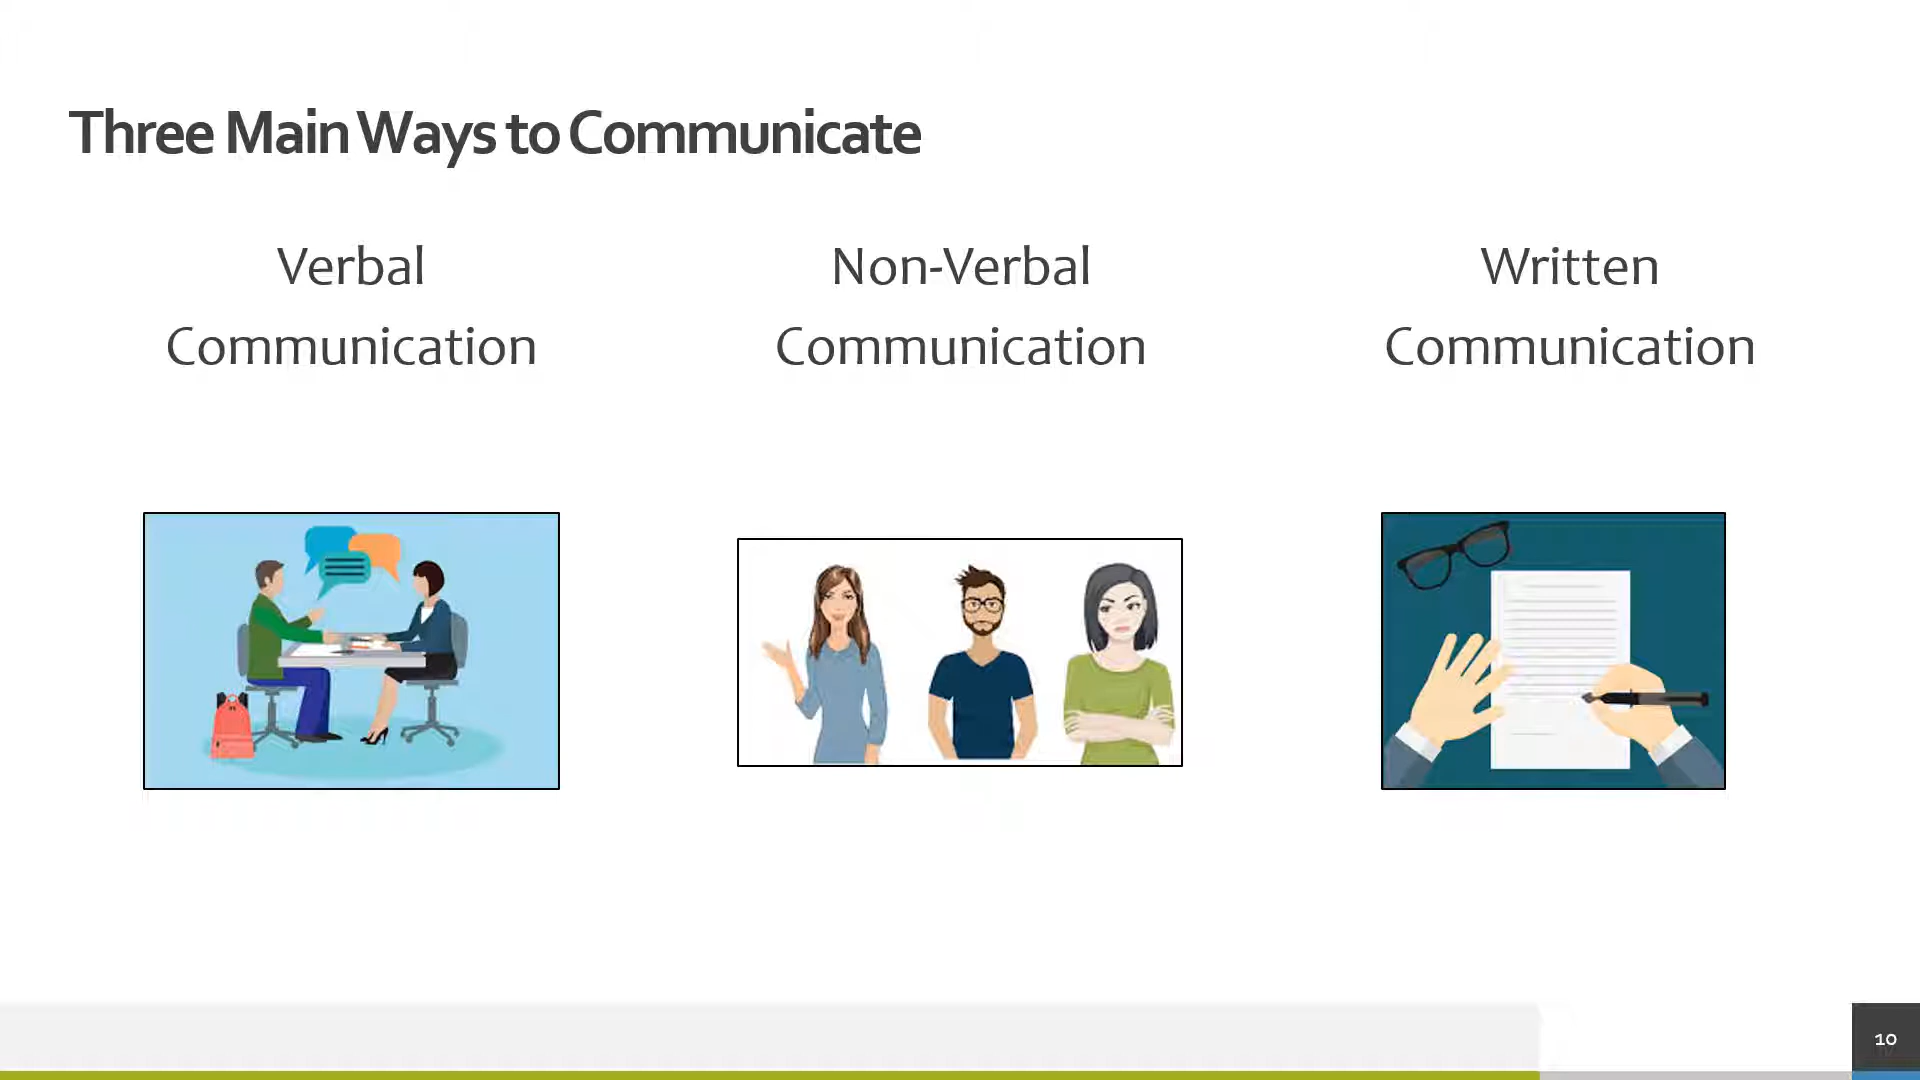 Three Main Ways to Communicate
Verbal
Communication
Non-Verbal
Communication
Written
Communication
10